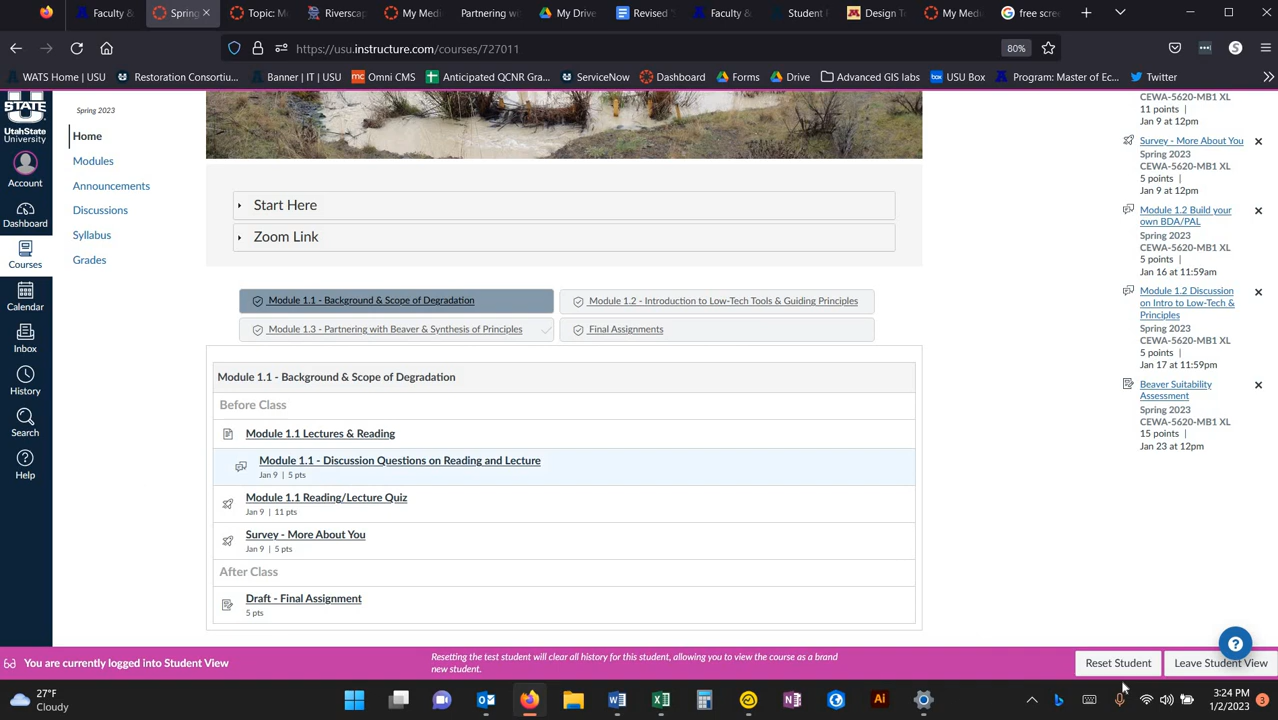 Faculty &
Spring
Topic: M
Riverscap
My Med
Partnering w
My Drive
Revised
Faculty &
Student
Design T
My Me
free scree
https://usu.instructure.com/courses/727011
80%
WATS Home | USU
Restoration Consortiu...
Banner | IT | USU
Omni CMS
Anticipated QCNR Gra...
ServiceNow
Dashboard
Forms
Drive
Advanced GIS labs
USU Box
Program: Master of Ec...
Twitter
STATE
UtahState
University
Account
Dashboard
Courses
Calendar
Inbox
History
Search
Help
Spring 2023
Home
Modules
Announcements
Discussions
Syllabus
Grades
Start Here
Zoom Link
Module 1.1 - Background & Scope of Degradation
Module 1.2 - Introduction to Low-Tech Tools & Guiding Principles
Module 1.3 - Partnering with Beaver & Synthesis of Principles
Final Assignments
Module 1.1 - Background & Scope of Degradation
Before Class
Module 1.1 Lectures & Reading
Module 1.1 - Discussion Questions on Reading and Lecture
Jan 9 | 5 pts
Module 1.1 Reading/Lecture Quiz
Jan 9 | 11 pts
Survey - More About You
Jan 9 | 5 pts
After Class
Draft - Final Assignment
5 pts
CEWA-5620-MB1 XL
11 points |
Jan 9 at 12pm
Survey - More About You
Spring 2023
CEWA-5620-MB1 XL
5 points |
Jan 9 at 12pm
Module 1.2 Build your
own BDA/PAL
Spring 2023
CEWA-5620-MB1 XL
5 points |
Jan 16 at 11:59am
Module 1.2 Discussion
on Intro to Low-Tech &
Principles
Spring 2023
CEWA-5620-MB1 XL
5 points |
Jan 17 at 11:59pm
Beaver Suitability
Assessment
Spring 2023
CEWA-5620-MB1 XL
15 points |
Jan 23 at 12pm
You are currently logged into Student View
Resetting the test student will clear all history for this student, allowing you to view the course as a brand
new student.
Reset Student
Leave Student View
27°F
Cloudy
3:24 PM
1/2/2023
3